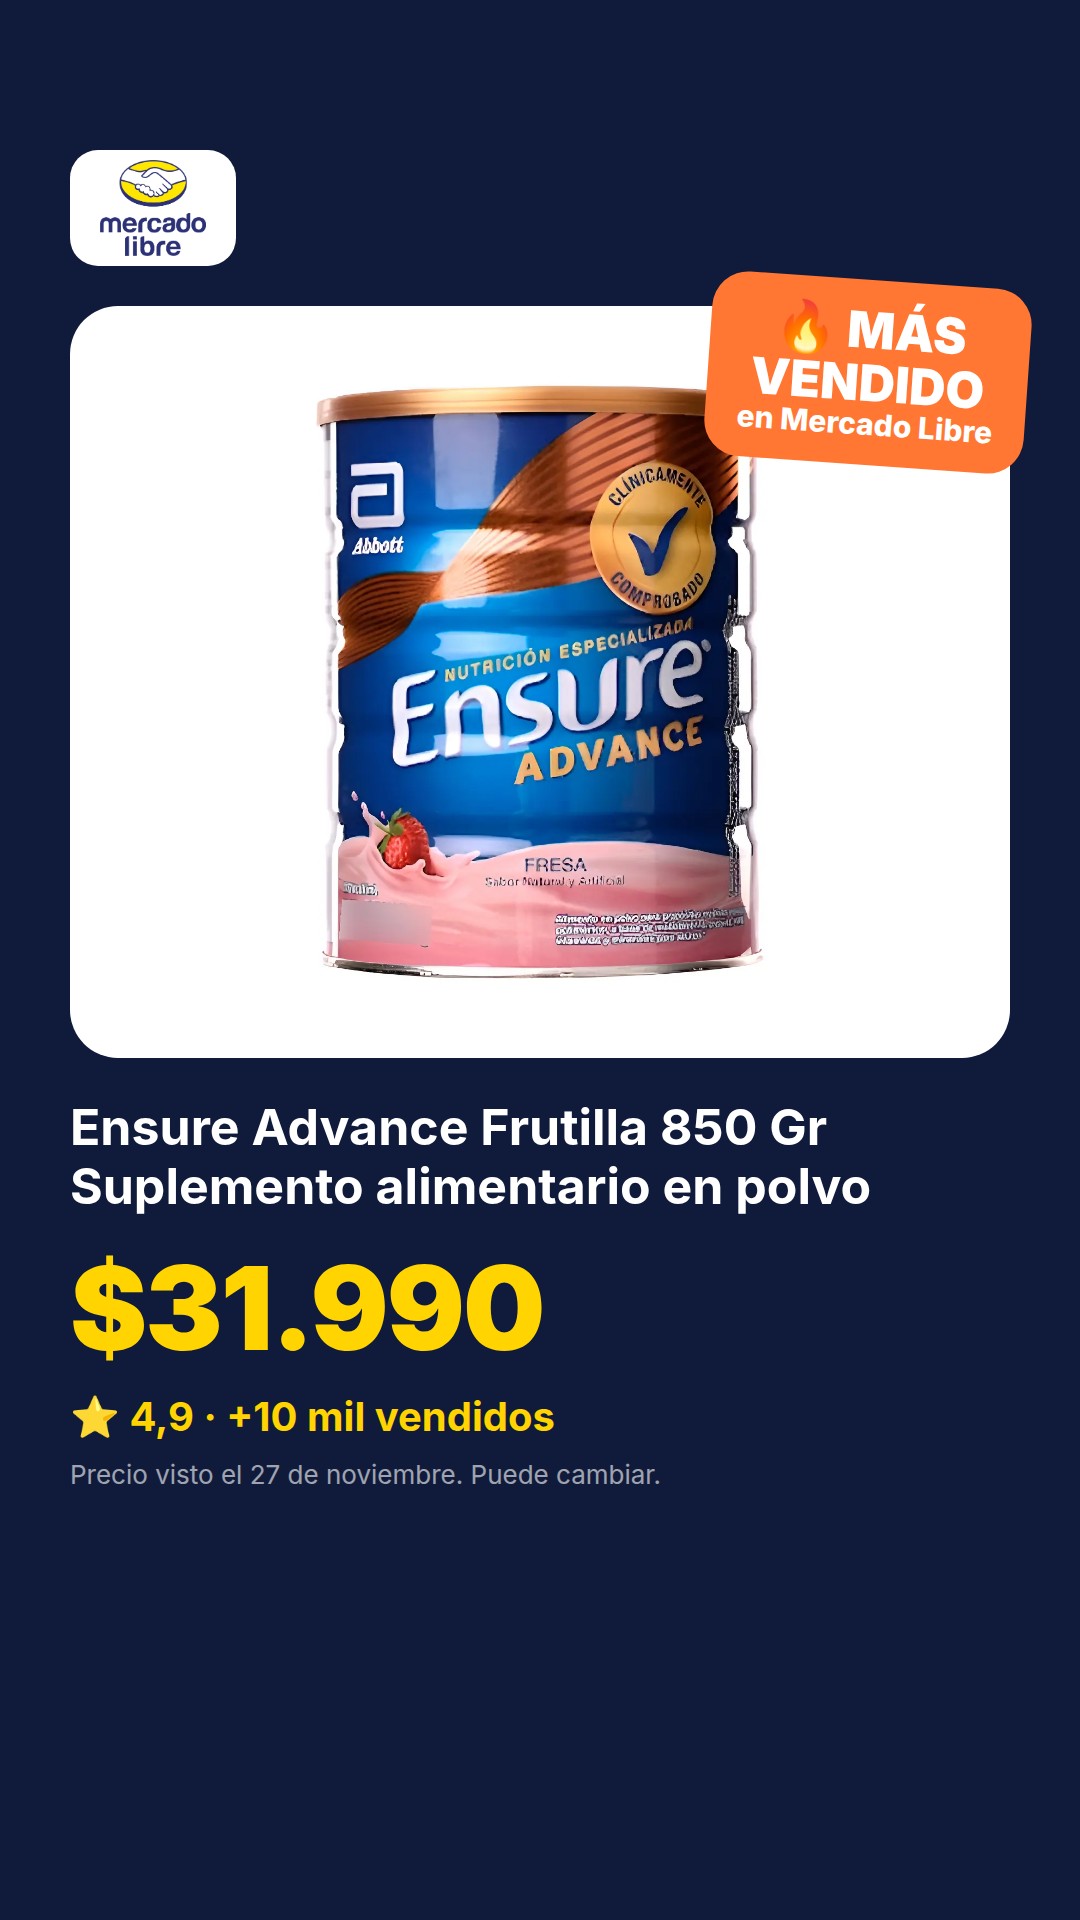 mercado
libre
🔥 MÁS
VENDIDO
en Mercado Libre
Abbott
CLÍNICAMENTE
COMPROBADO
NUTRICIÓN ESPECIALIZADA
Ensure
ADVANCE
FRESA
Sabor Natural y Artificial
Ensure Advance Frutilla 850 Gr
Suplemento alimentario en polvo
$31.990
⭐ 4,9 · +10 mil vendidos
Precio visto el 27 de noviembre. Puede cambiar.